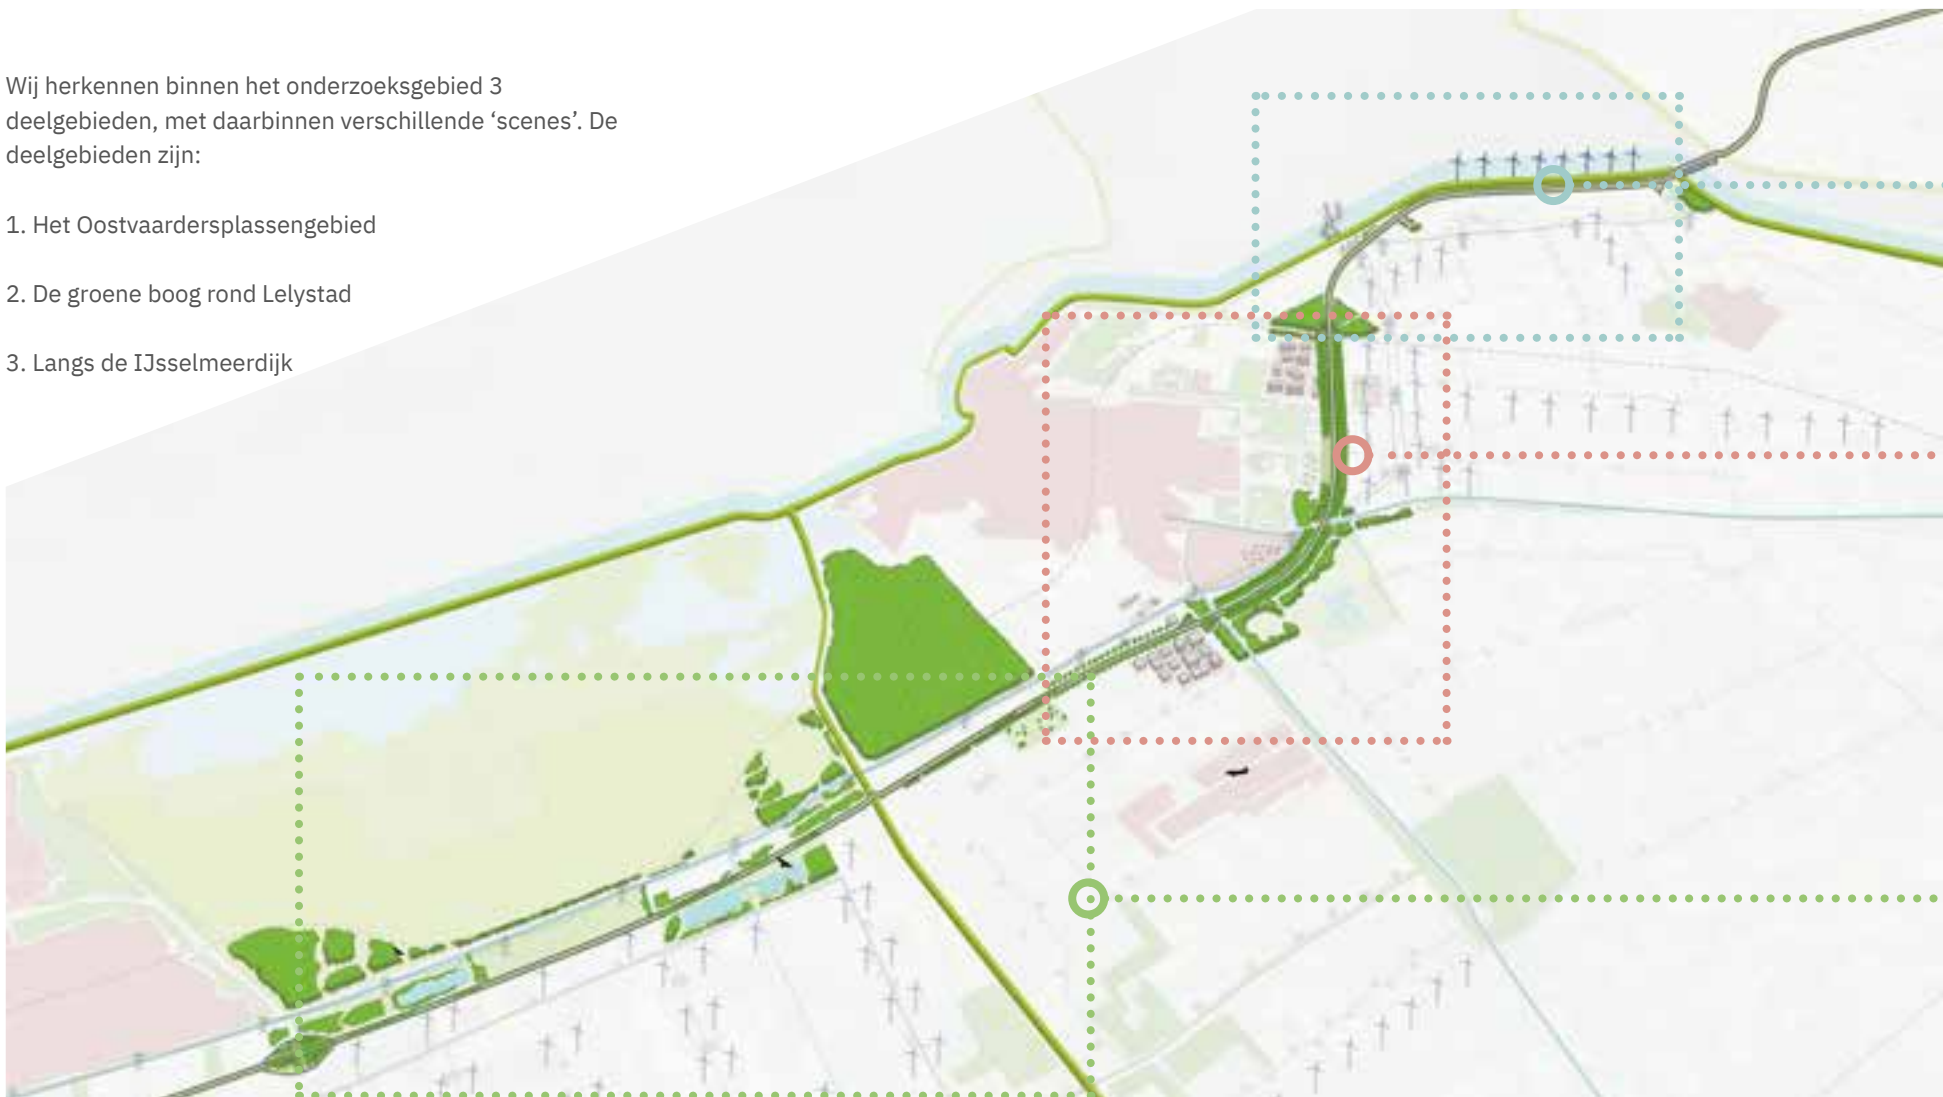 Wij herkennen binnen het onderzoeksgebied 3
deelgebieden, met daarbinnen verschillende ‘scenes’. De
deelgebieden zijn:
1. Het Oostvaardersplassengebied
2. De groene boog rond Lelystad
3. Langs de IJsselmeerdijk